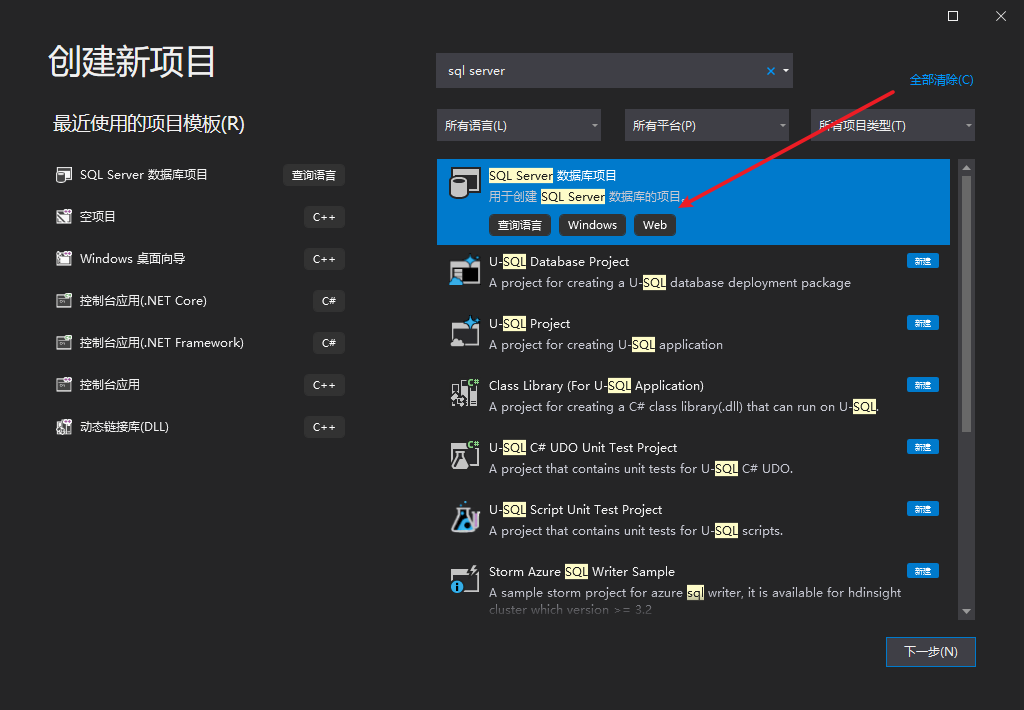 创建新项目
最近使用的项目模板(R)
SQL Server 数据库项目 查询语言
空项目 C++
Windows 桌面向导 C++
控制台应用(.NET Core) C#
控制台应用(.NET Framework) C#
控制台应用 C++
动态链接库(DLL) C++
sql server
全部清除(C)
所有语言(L) 所有平台(P) 所有项目类型(T)
SQL Server 数据库项目
用于创建 SQL Server 数据库的项目。
查询语言 Windows Web
U-SQL Database Project 新建
A project for creating a U-SQL database deployment package
U-SQL Project 新建
A project for creating U-SQL application
Class Library (For U-SQL Application) 新建
A project for creating a C# class library(.dll) that can run on U-SQL.
U-SQL C# UDO Unit Test Project 新建
A project that contains unit tests for U-SQL C# UDO.
U-SQL Script Unit Test Project 新建
A project that contains unit tests for U-SQL scripts.
Storm Azure SQL Writer Sample 新建
A sample storm project for azure sql writer, it is available for hdinsight
cluster which version >= 3.2
下一步(N)